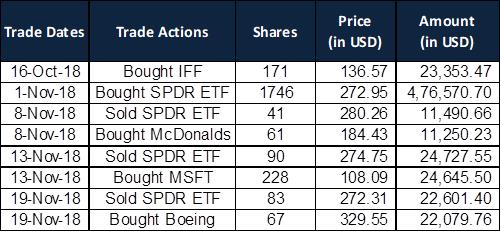 Trade Dates Trade Actions Shares Price (in USD) Amount (in USD)
16-Oct-18 Bought IFF 171 136.57 23,353.47
1-Nov-18 Bought SPDR ETF 1746 272.95 4,76,570.70
8-Nov-18 Sold SPDR ETF 41 280.26 11,490.66
8-Nov-18 Bought McDonalds 61 184.43 11,250.23
13-Nov-18 Sold SPDR ETF 90 274.75 24,727.55
13-Nov-18 Bought MSFT 228 108.09 24,645.50
19-Nov-18 Sold SPDR ETF 83 272.31 22,601.40
19-Nov-18 Bought Boeing 67 329.55 22,079.76